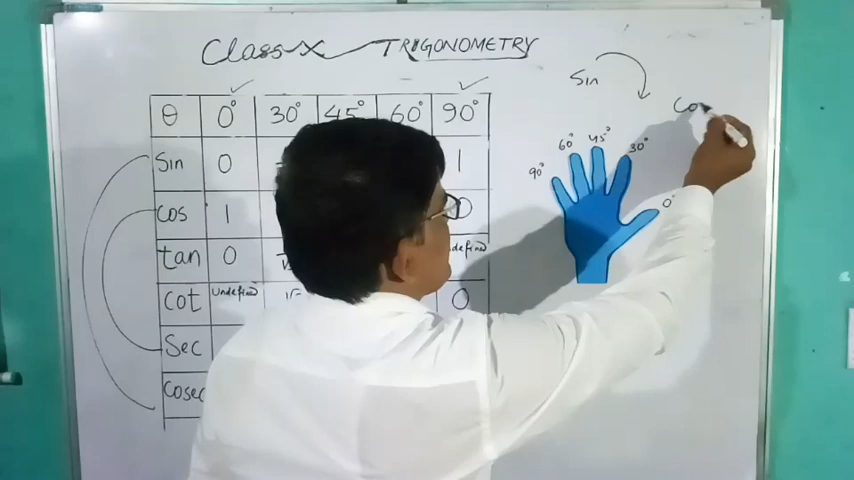 Class-X TRIGONOMETRY
θ 0° 30° 45° 60° 90°
Sin 0 1
cos 1 0
tan 0
cot Undefined 0
Sec
Cosec
Sin
Co
90° 60° 45° 30° 0°